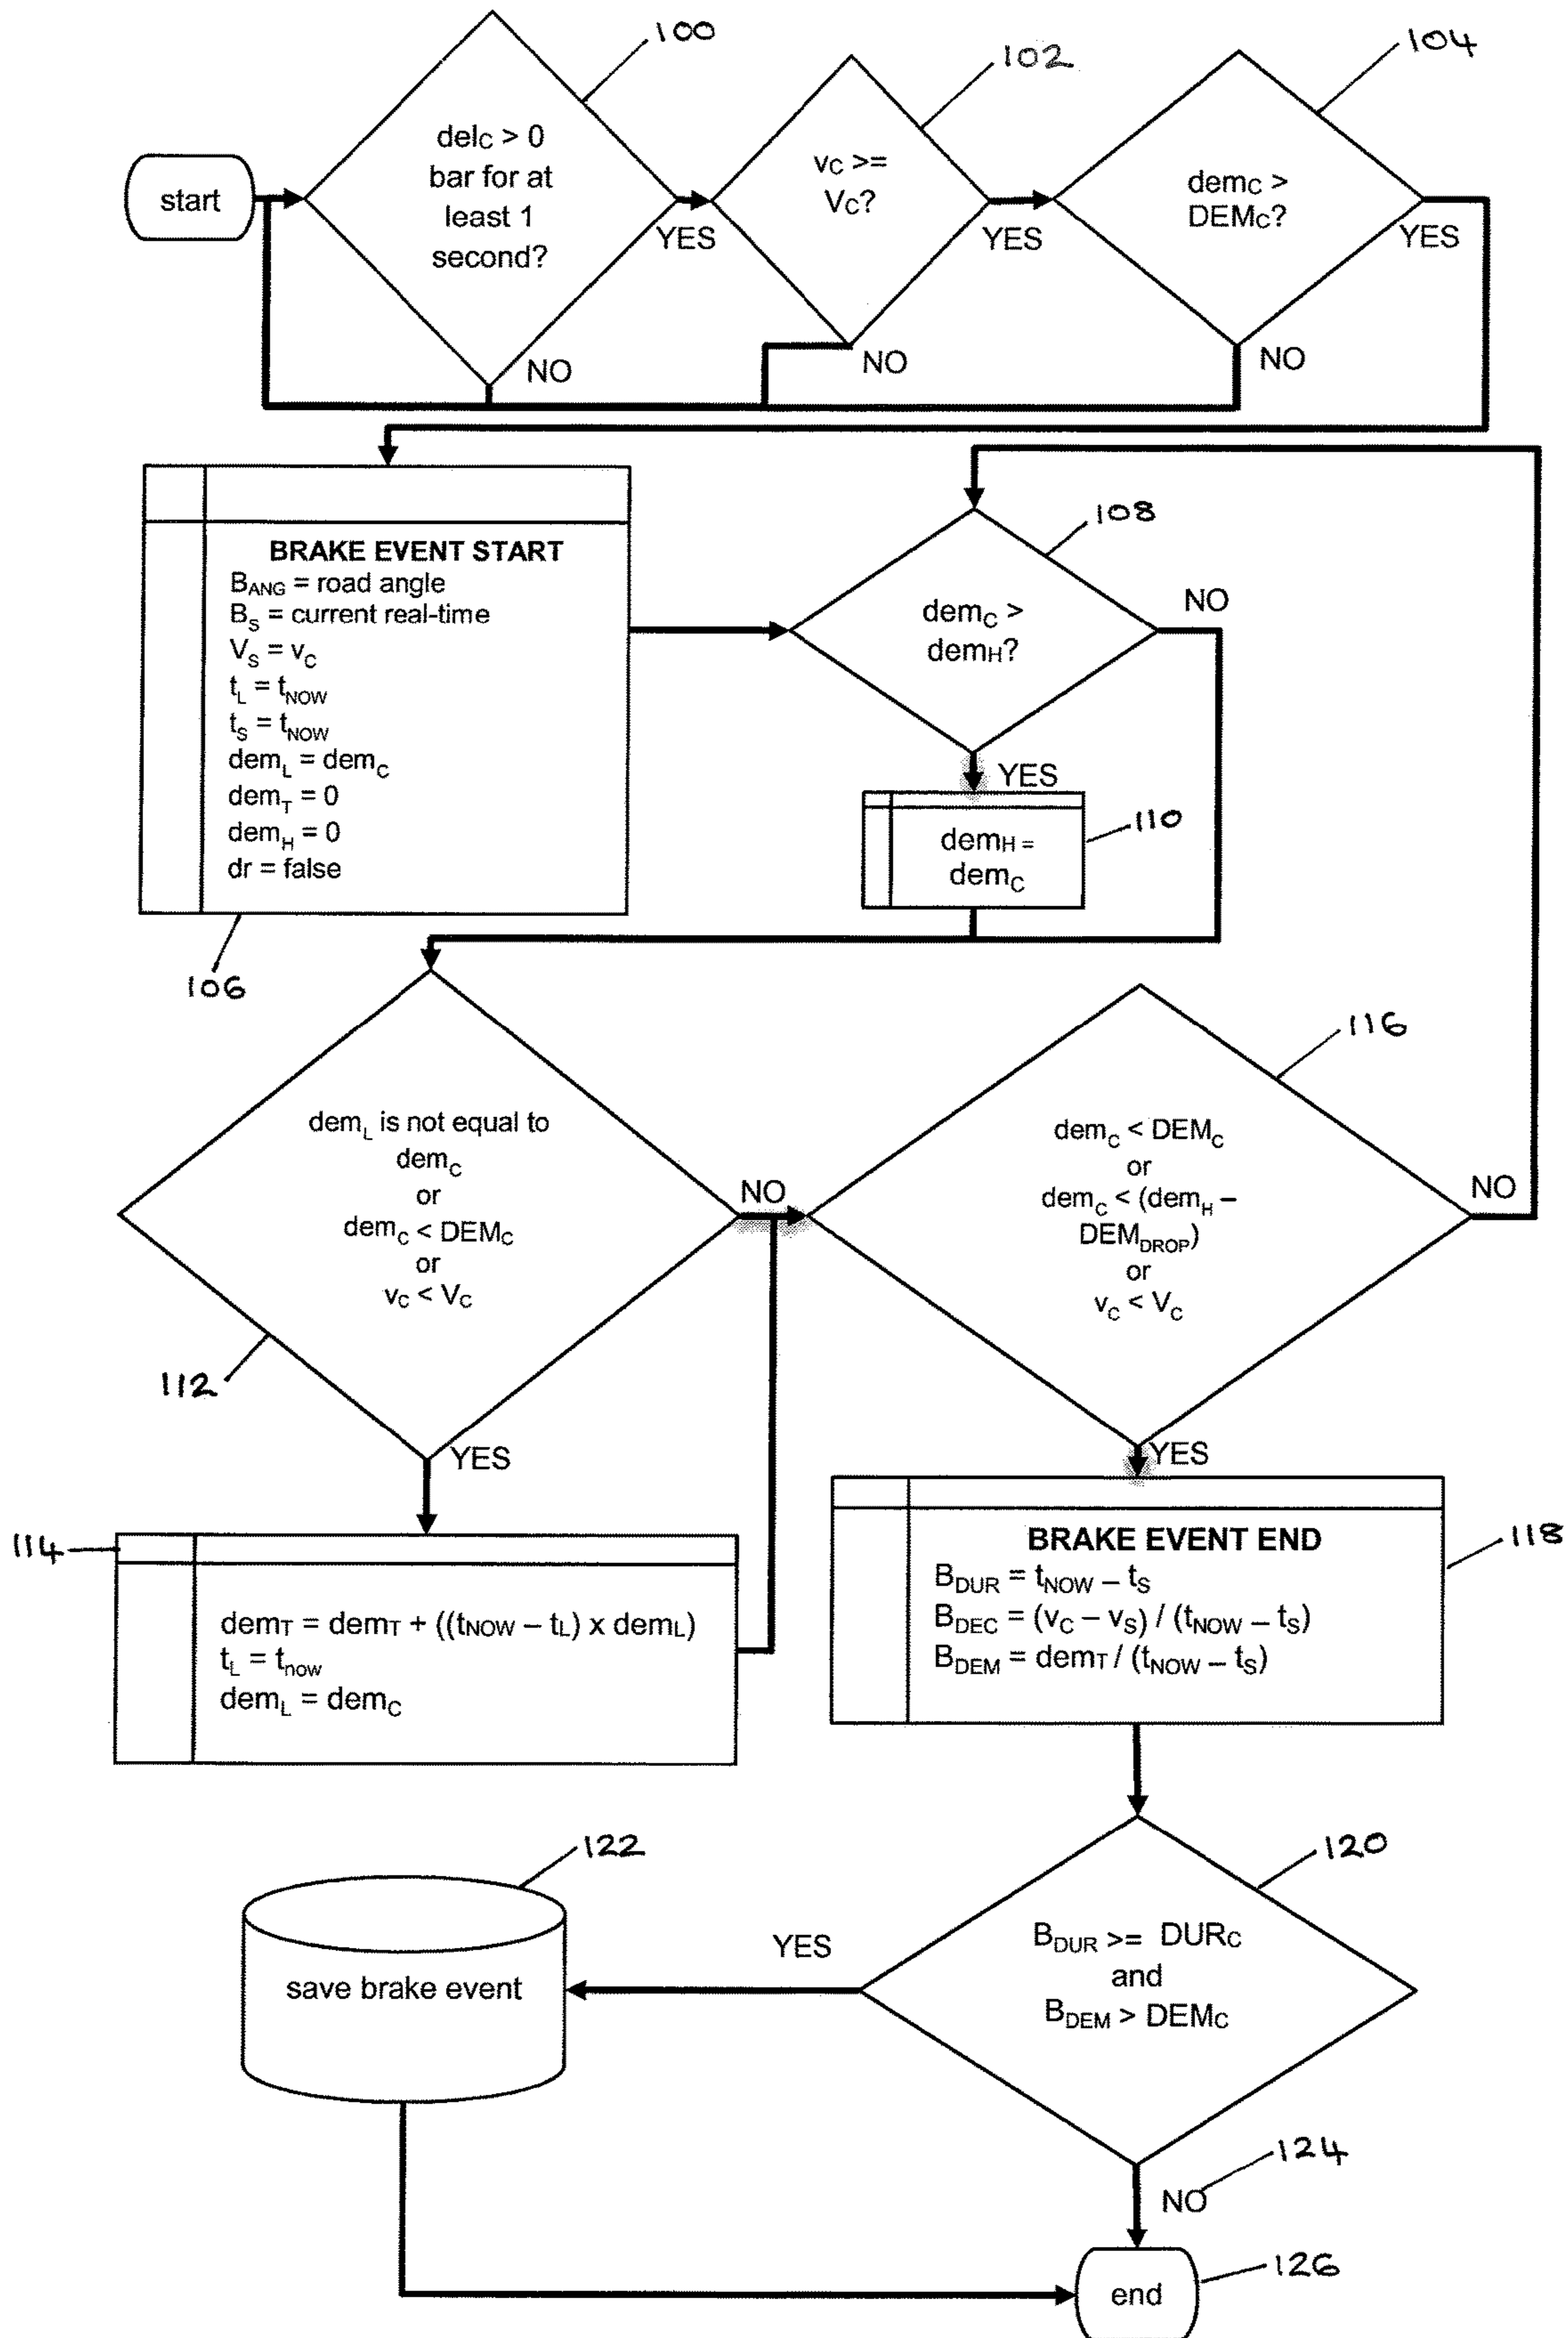 100
102
104
start
delC > 0
bar for at
least 1
second?
YES
NO
vC >=
VC?
YES
NO
demC >
DEMC?
YES
NO
BRAKE EVENT START
BANG = road angle
BS = current real-time
VS = vC
tL = tNOW
tS = tNOW
demL = demC
demT = 0
demH = 0
dr = false
106
108
demC >
demH?
NO
YES
demH =
demC
110
demL is not equal to
demC
or
demC < DEMC
or
vC < VC
112
NO
YES
116
demC < DEMC
or
demC < (demH –
DEMDROP)
or
vC < VC
NO
YES
114
demT = demT + ((tNOW – tL) x demL)
tL = tnow
demL = demC
BRAKE EVENT END
BDUR = tNOW – tS
BDEC = (vC – vS) / (tNOW – tS)
BDEM = demT / (tNOW – tS)
118
120
BDUR >= DURC
and
BDEM > DEMC
YES
122
save brake event
124
NO
end
126